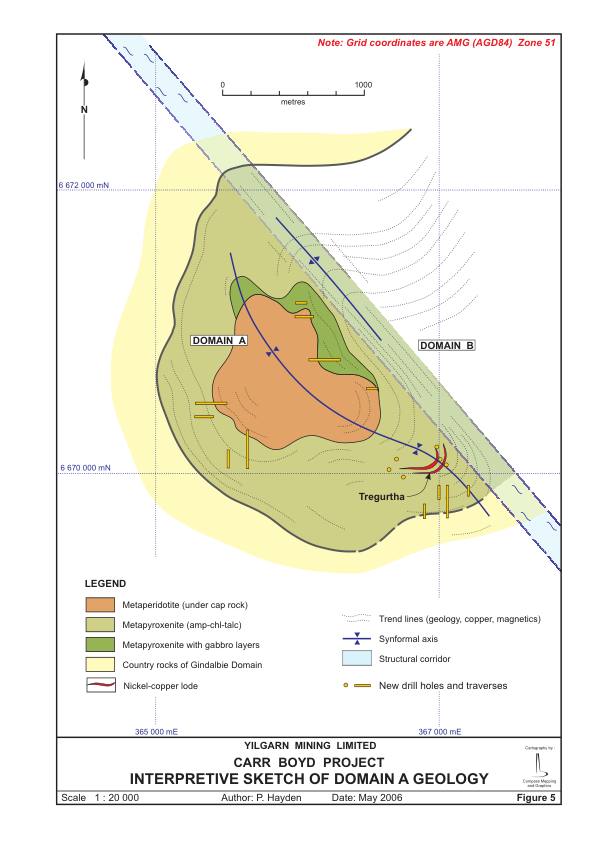 Note: Grid coordinates are AMG (AGD84) Zone 51
0 1000
metres
N
6 672 000 mN
DOMAIN A
DOMAIN B
6 670 000 mN
Tregurtha
LEGEND
Metaperidotite (under cap rock)
Metapyroxenite (amp-chl-talc)
Metapyroxenite with gabbro layers
Country rocks of Gindalbie Domain
Nickel-copper lode
Trend lines (geology, copper, magnetics)
Synformal axis
Structural corridor
New drill holes and traverses
365 000 mE
367 000 mE
YILGARN MINING LIMITED
CARR BOYD PROJECT
INTERPRETIVE SKETCH OF DOMAIN A GEOLOGY
Cartography by :
Compass Mapping
and Graphics
Scale 1 : 20 000
Author: P. Hayden
Date: May 2006
Figure 5